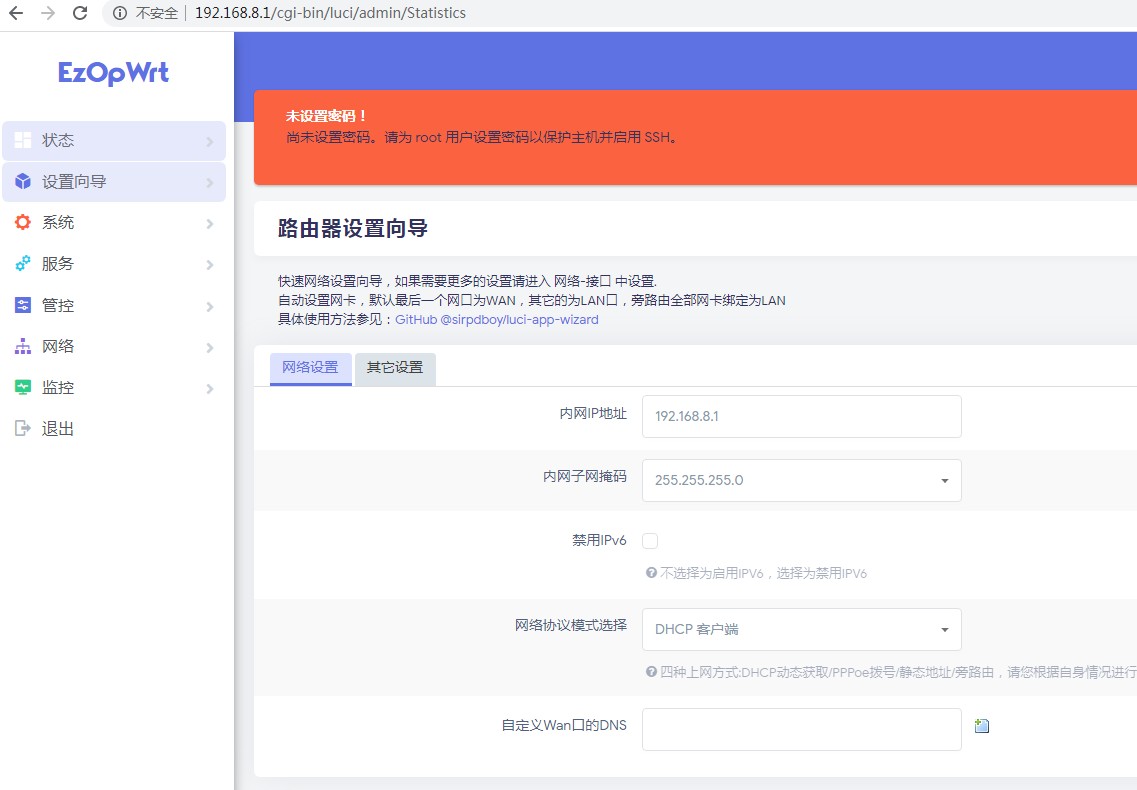 不安全 192.168.8.1/cgi-bin/luci/admin/Statistics
EzOpWrt
状态
设置向导
系统
服务
管控
网络
监控
退出
未设置密码！
尚未设置密码。请为 root 用户设置密码以保护主机并启用 SSH。
路由器设置向导
快速网络设置向导，如果需要更多的设置请进入 网络-接口 中设置.
自动设置网卡，默认最后一个网口为WAN，其它的为LAN口，旁路由全部网卡绑定为LAN
具体使用方法参见：GitHub @sirpdboy/luci-app-wizard
网络设置 其它设置
内网IP地址 192.168.8.1
内网子网掩码 255.255.255.0
禁用IPv6
不选择为启用IPV6，选择为禁用IPV6
网络协议模式选择 DHCP 客户端
四种上网方式:DHCP动态获取/PPPoe拨号/静态地址/旁路由，请您根据自身情况进行
自定义Wan口的DNS